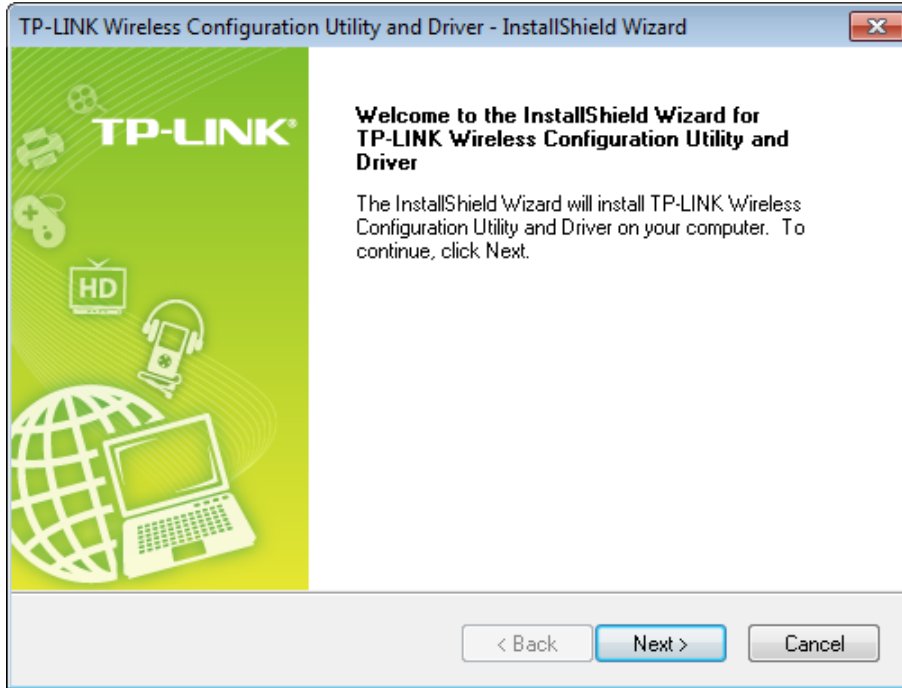 TP-LINK Wireless Configuration Utility and Driver - InstallShield Wizard
TP-LINK®
Welcome to the InstallShield Wizard for
TP-LINK Wireless Configuration Utility and
Driver
The InstallShield Wizard will install TP-LINK Wireless
Configuration Utility and Driver on your computer. To
continue, click Next.
HD
< Back
Next >
Cancel